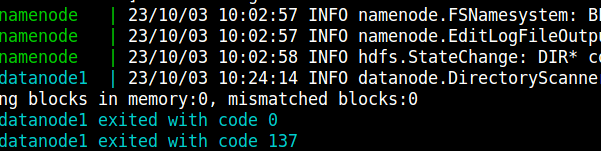 namenode | 23/10/03 10:02:57 INFO namenode.FSNamesystem:
namenode | 23/10/03 10:02:57 INFO namenode.EditLogFileOutpu
namenode | 23/10/03 10:02:58 INFO hdfs.StateChange: DIR* co
datanode1 | 23/10/03 10:24:14 INFO datanode.DirectoryScanne
ng blocks in memory:0, mismatched blocks:0
datanode1 exited with code 0
datanode1 exited with code 137